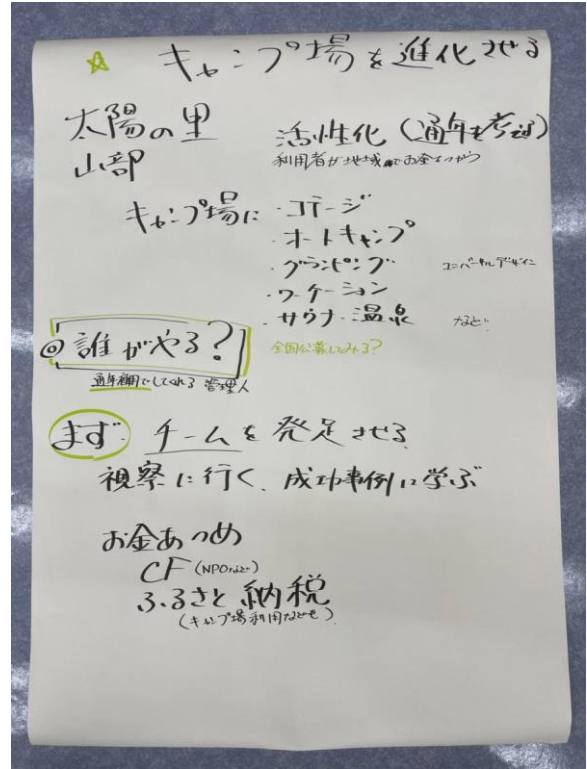 ☆ キャンプ場を進化させる
太陽の里
山部
活性化(通年を考える)
利用者が地域でお金をつかう
キャンプ場に
・コテージ
・オートキャンプ
・グランピング
ユニバーサルデザイン
・ワーケーション
・サウナ・温泉
など
◎誰がやる?
全国公募してみる?
通年雇用でしてくれる 管理人
まず チームを発足させる
視察に行く、成功事例に学ぶ
お金あつめ
CF(NPOなど)
ふるさと納税
(キャンプ場利用なども)